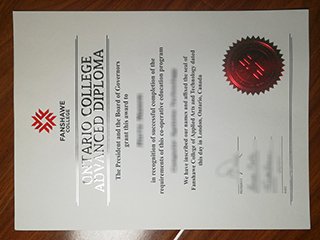 FANSHAWE
COLLEGE
ONTARIO COLLEGE
ADVANCED DIPLOMA
The President and the Board of Governors
grant this award to
in recognition of successful completion of the
requirements of this co-operative education program
We have inscribed our names and affixed the seal of
Fanshawe College of Applied Arts and Technology dated
this day in London, Ontario, Canada